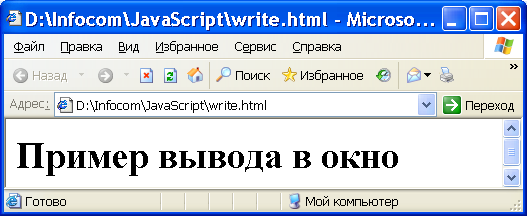 D:\Infocom\JavaScript\write.html - Microso...
Файл Правка Вид Избранное Сервис Справка
Назад Поиск Избранное
Адрес: D:\Infocom\JavaScript\write.html Переход
Пример вывода в окно
Готово Мой компьютер